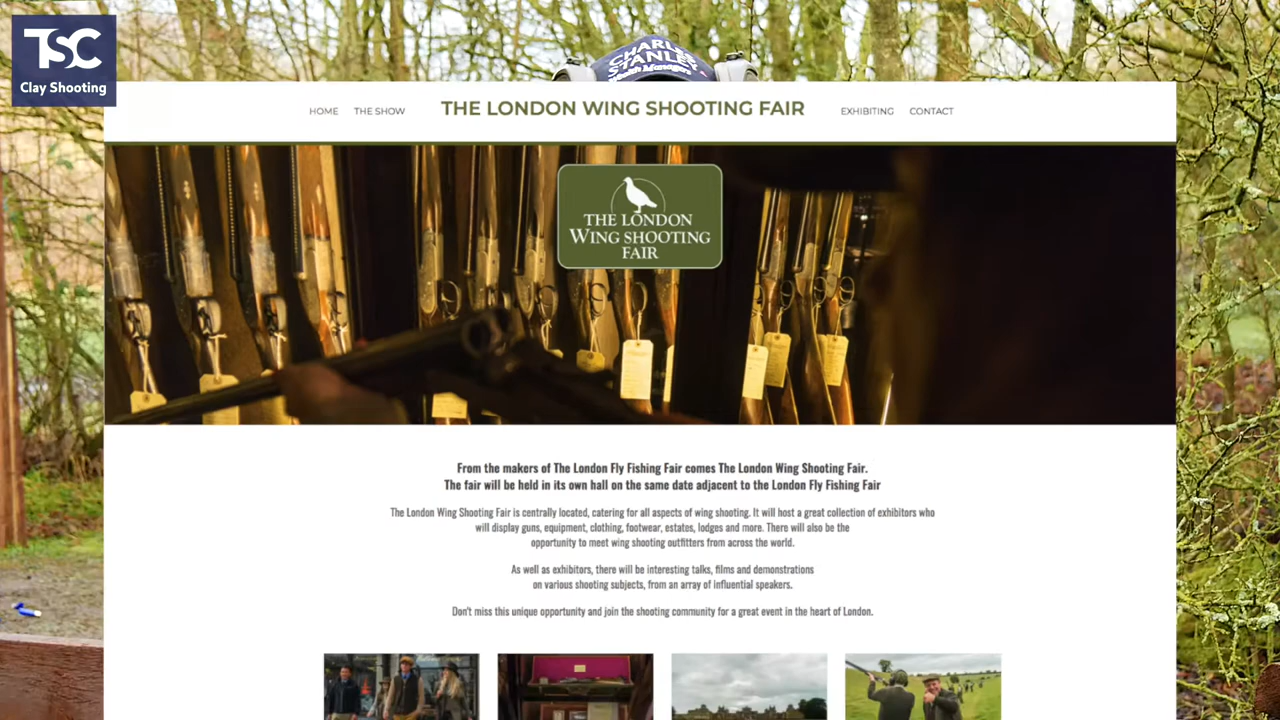 TSC
Clay Shooting
CHARLES
STANLEY
Wealth Managers
HOME THE SHOW THE LONDON WING SHOOTING FAIR EXHIBITING CONTACT
THE LONDON
WING SHOOTING
FAIR
From the makers of The London Fly Fishing Fair comes The London Wing Shooting Fair.
The fair will be held in its own hall on the same date adjacent to the London Fly Fishing Fair
The London Wing Shooting Fair is centrally located, catering for all aspects of wing shooting. It will host a great collection of exhibitors who
will display guns, equipment, clothing, footwear, estates, lodges and more. There will also be the
opportunity to meet wing shooting outfitters from across the world.
As well as exhibitors, there will be interesting talks, films and demonstrations
on various shooting subjects, from an array of influential speakers.
Don't miss this unique opportunity and join the shooting community for a great event in the heart of London.